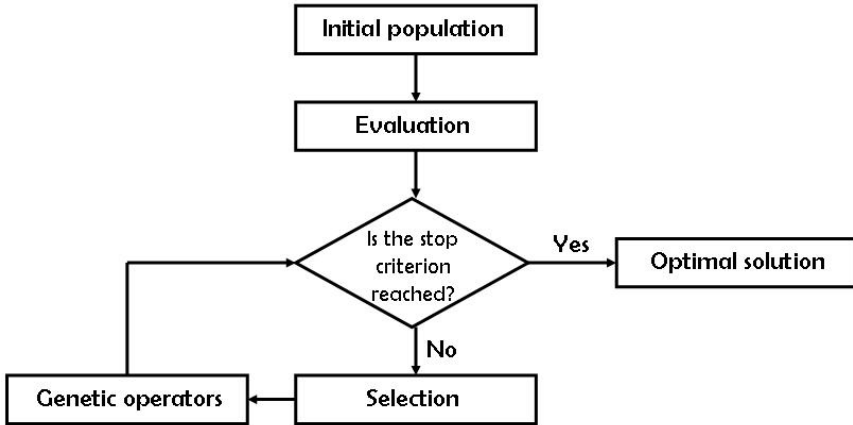 Initial population
Evaluation
Is the stop
criterion
reached?
Yes
Optimal solution
No
Genetic operators
Selection